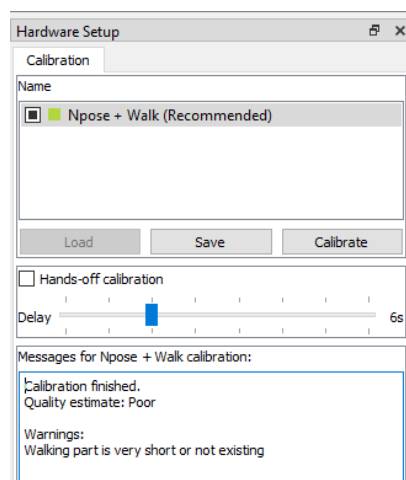 Hardware Setup
Calibration
Name
Npose + Walk (Recommended)
Load Save Calibrate
Hands-off calibration
Delay 6s
Messages for Npose + Walk calibration:
Calibration finished.
Quality estimate: Poor
Warnings:
Walking part is very short or not existing